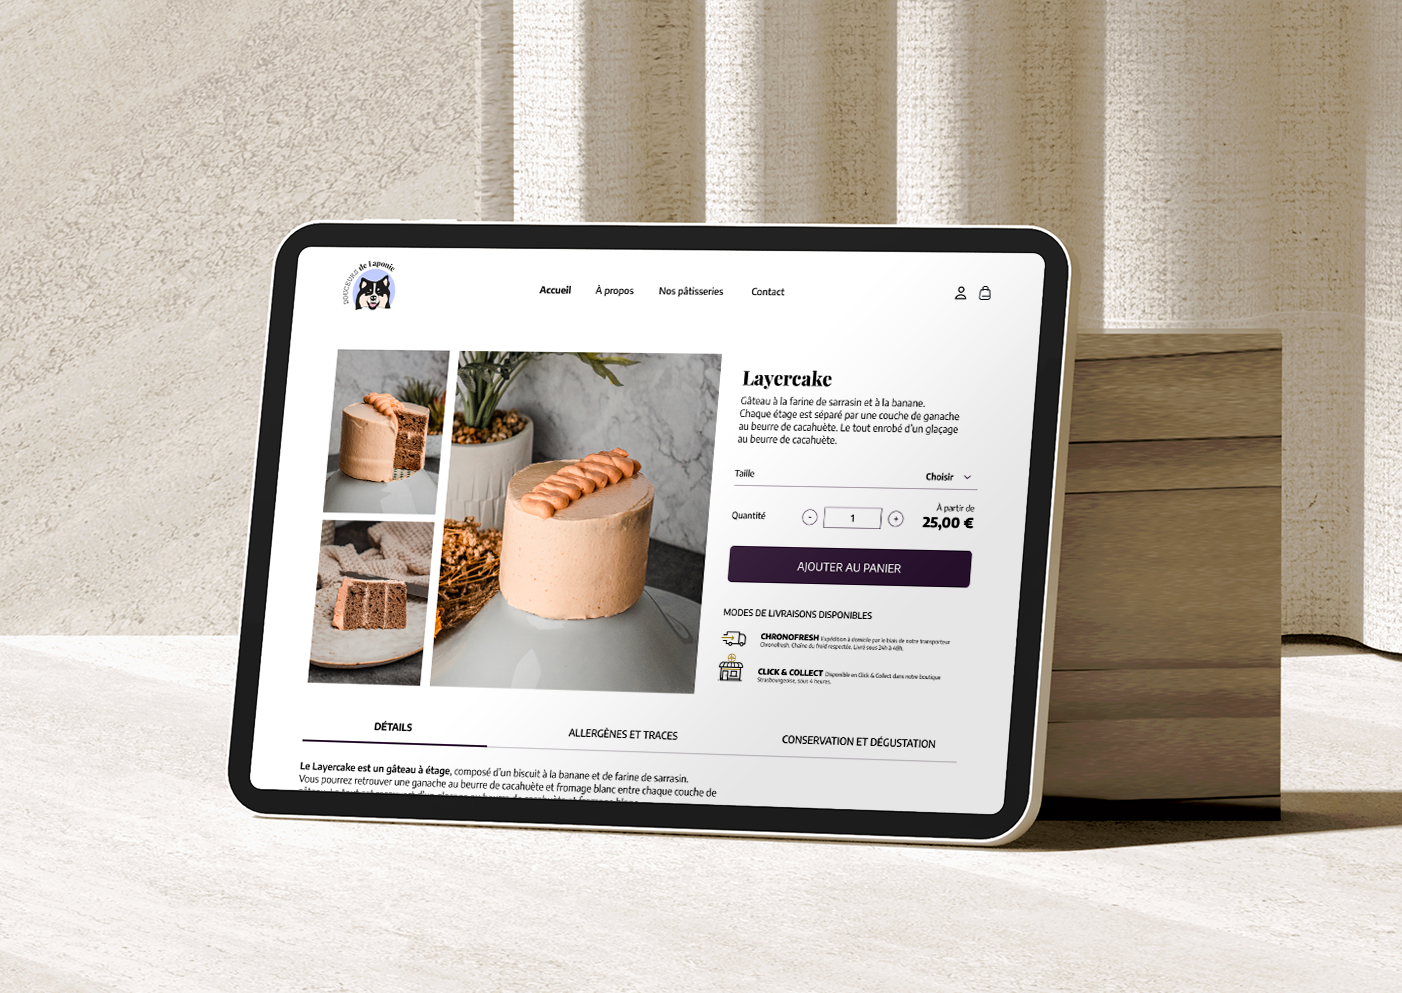 DOUCEURS de Laponie
Accueil
À propos
Nos pâtisseries
Contact
Layercake
Gâteau à la farine de sarrasin et à la banane.
Chaque étage est séparé par une couche de ganache
au beurre de cacahuète. Le tout enrobé d'un glaçage
au beurre de cacahuète.
Taille
Choisir
Quantité
-
1
+
À partir de
25,00 €
AJOUTER AU PANIER
MODES DE LIVRAISONS DISPONIBLES
CHRONOFRESH Expédition à domicile par le biais de notre transporteur
Chronofresh. Chaîne du froid respectée. Livré sous 24h à 48h.
CLICK & COLLECT Disponible en Click & Collect dans notre boutique
Strasbourgeoise, sous 4 heures.
DÉTAILS
ALLERGÈNES ET TRACES
CONSERVATION ET DÉGUSTATION
Le Layercake est un gâteau à étage, composé d'un biscuit à la banane et de farine de sarrasin.
Vous pourrez retrouver une ganache au beurre de cacahuète et fromage blanc entre chaque couche de